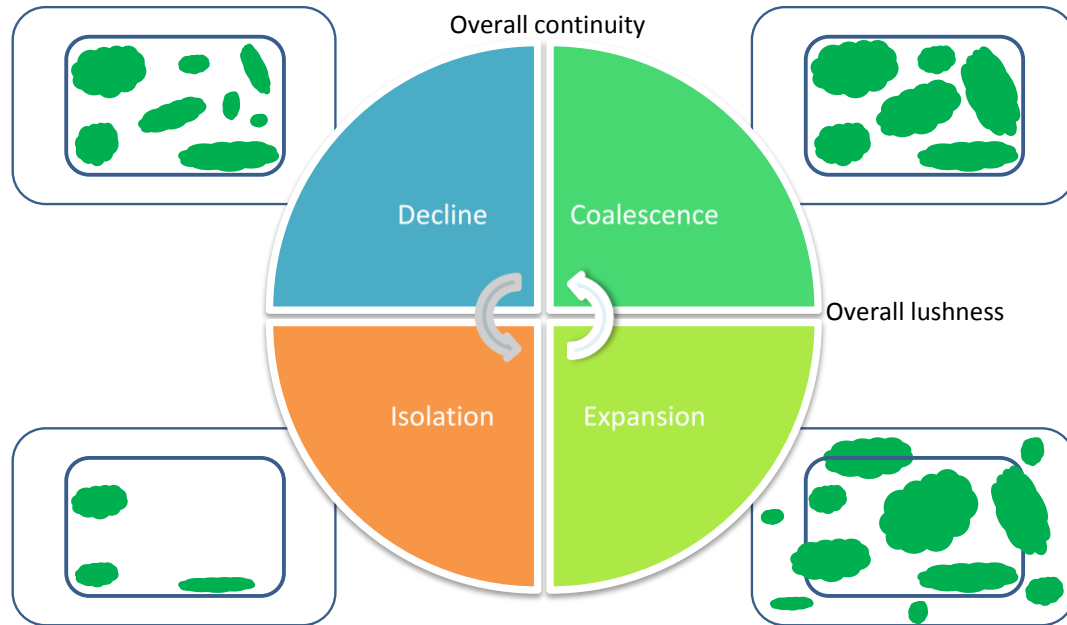 Overall continuity
Decline
Coalescence
Overall lushness
Isolation
Expansion